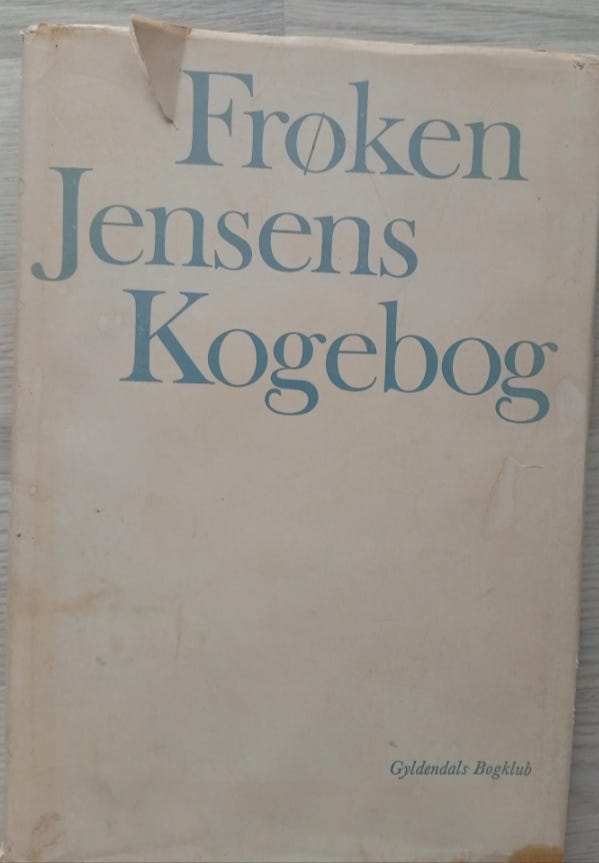 Frøken
Jensens
Kogebog
Gyldendals Bogklub